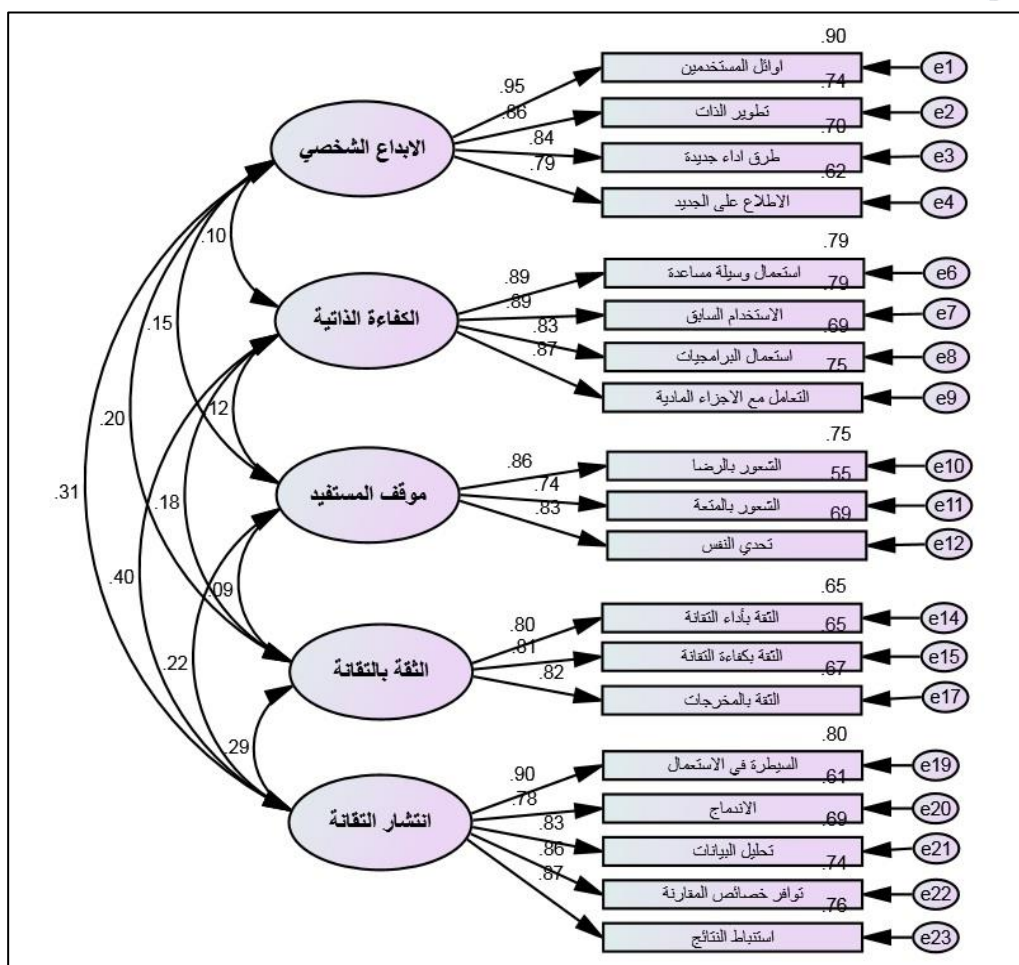 .90
اوائل المستخدمين
e1
.95
.74
تطوير الذات
e2
.86
.70
طرق اداء جديدة
e3
.84
.62
الاطلاع على الجديد
e4
.79
الابداع الشخصي
.10
.79
استعمال وسيلة مساعدة
e6
.89
.79
الاستخدام السابق
e7
.89
.69
استعمال البرامجيات
e8
.83
.75
التعامل مع الاجزاء المادية
e9
.87
الكفاءة الذاتية
.15
.12
.20
.75
الشعور بالرضا
e10
.86
.55
الشعور بالمتعة
e11
.74
.69
تحدي النفس
e12
.83
موقف المستفيد
.31
.18
.40
.09
.65
الثقة بأداء التقانة
e14
.80
.65
الثقة بكفاءة التقانة
e15
.81
.67
الثقة بالمخرجات
e17
.82
الثقة بالتقانة
.22
.29
.80
السيطرة في الاستعمال
e19
.90
.61
الاندماج
e20
.78
.69
تحليل البيانات
e21
.83
.74
توافر خصائص المقارنة
e22
.86
.76
استنباط النتائج
e23
.87
انتشار التقانة